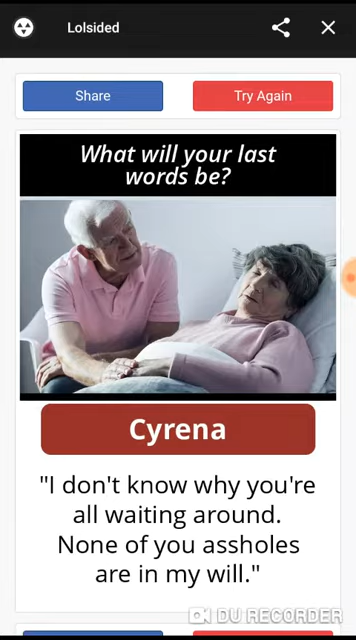 Lolsided
Share
Try Again
What will your last
words be?
Cyrena
"I don't know why you're
all waiting around.
None of you assholes
are in my will."
DU RECORDER